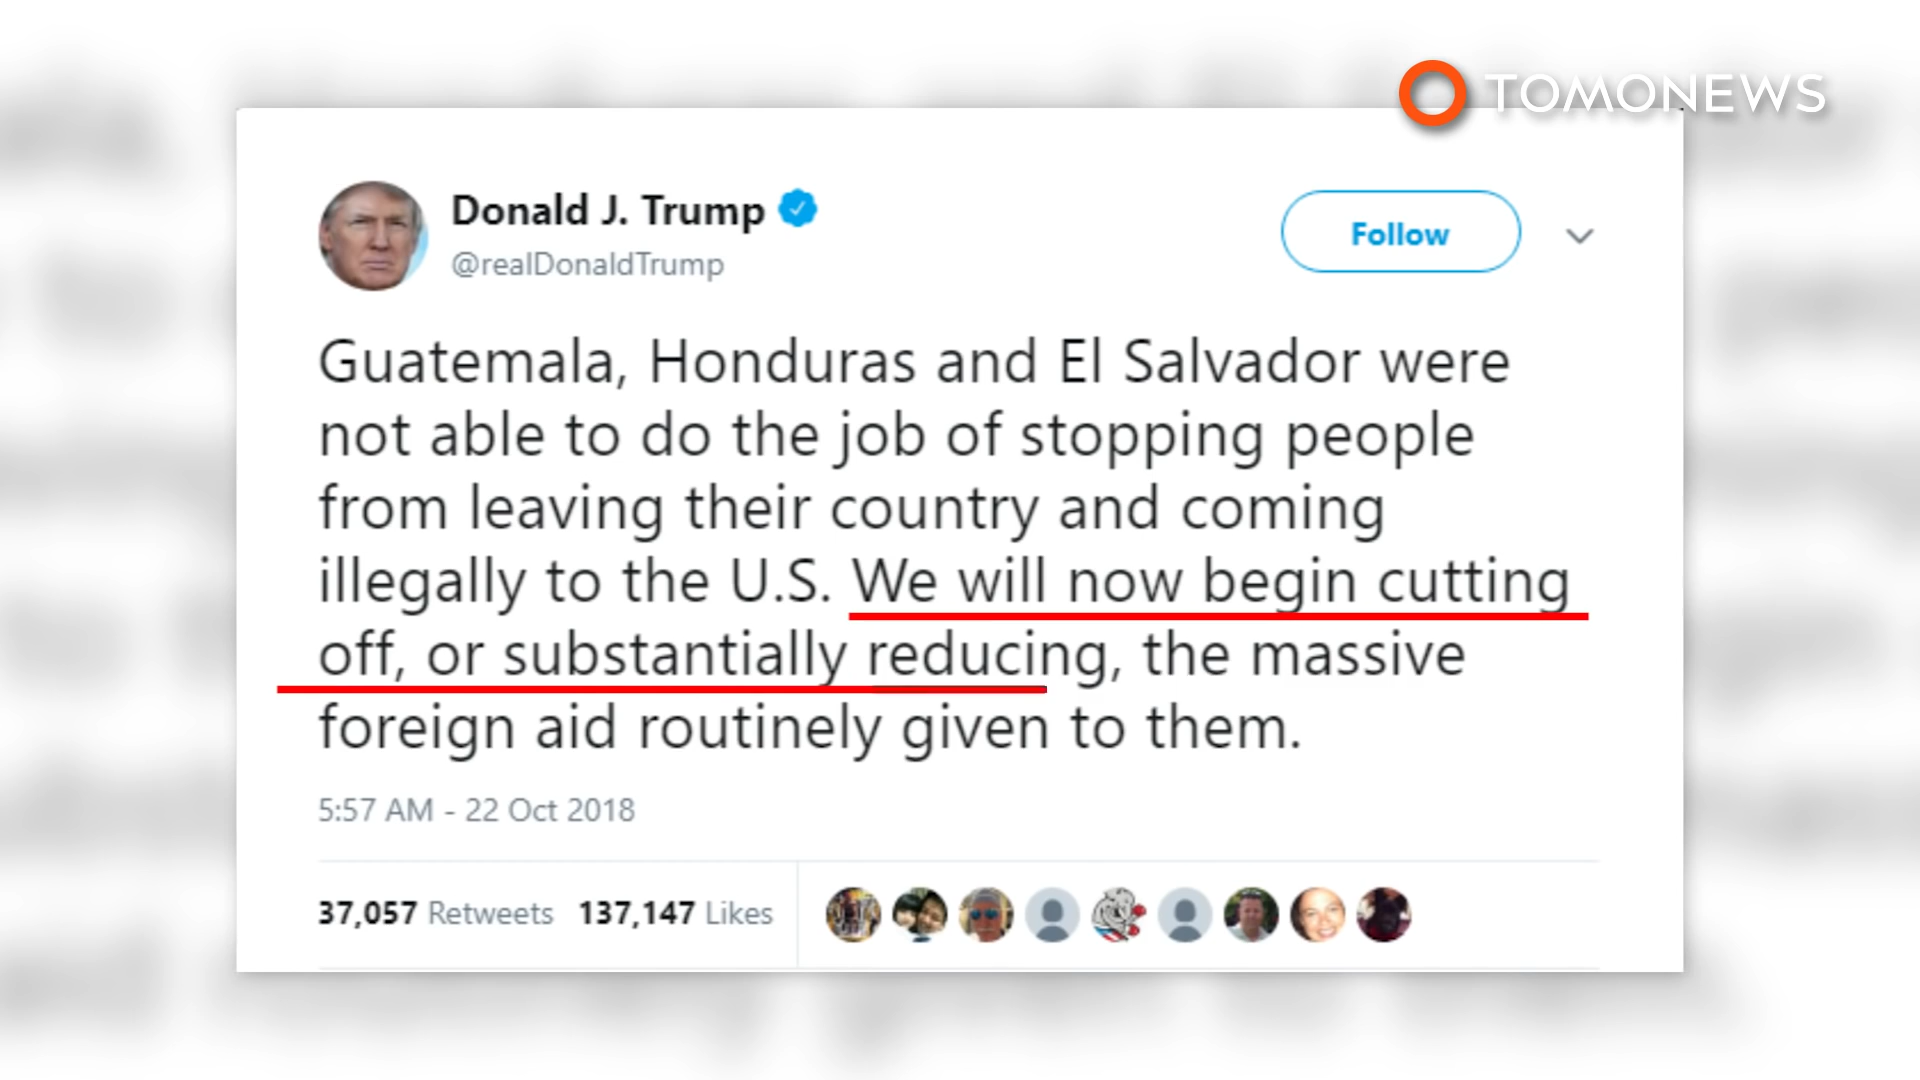 TOMONEWS
Donald J. Trump
@realDonaldTrump
Follow
Guatemala, Honduras and El Salvador were
not able to do the job of stopping people
from leaving their country and coming
illegally to the U.S. We will now begin cutting
off, or substantially reducing, the massive
foreign aid routinely given to them.
5:57 AM - 22 Oct 2018
37,057 Retweets 137,147 Likes